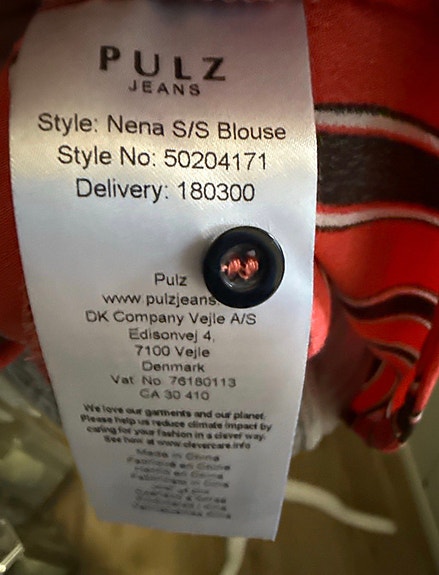 PULZ
JEANS
Style: Nena S/S Blouse
Style No: 50204171
Delivery: 180300
Pulz
www.pulzjeans.
DK Company Vejle A/S
Edisonvej 4,
7100 Vejle
Denmark
Vat. No. 76180113
CA 30 410
We love our garments and our planet.
Please help us reduce climate impact by
caring for your fashion in a clever way.
See how at www.clevercare.info
Made in China
Fabriqué en Chine